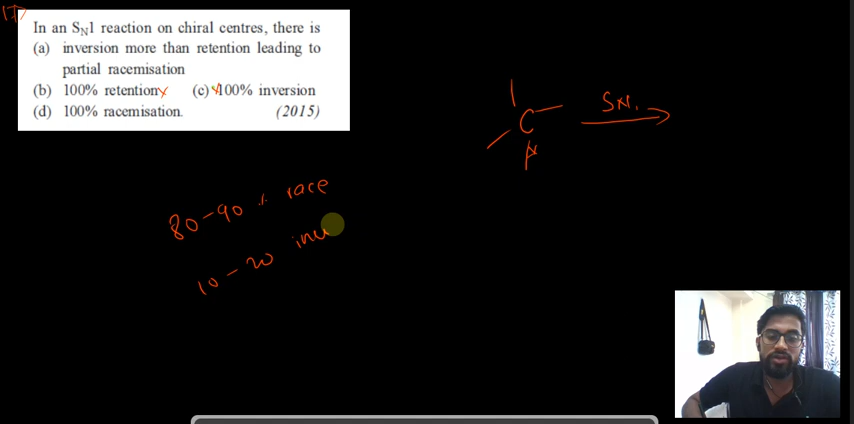 17)
In an SN1 reaction on chiral centres, there is
(a) inversion more than retention leading to
partial racemisation
(b) 100% retention (c) 100% inversion
(d) 100% racemisation. (2015)
C
SN1
80-90 % race
10-20 inv